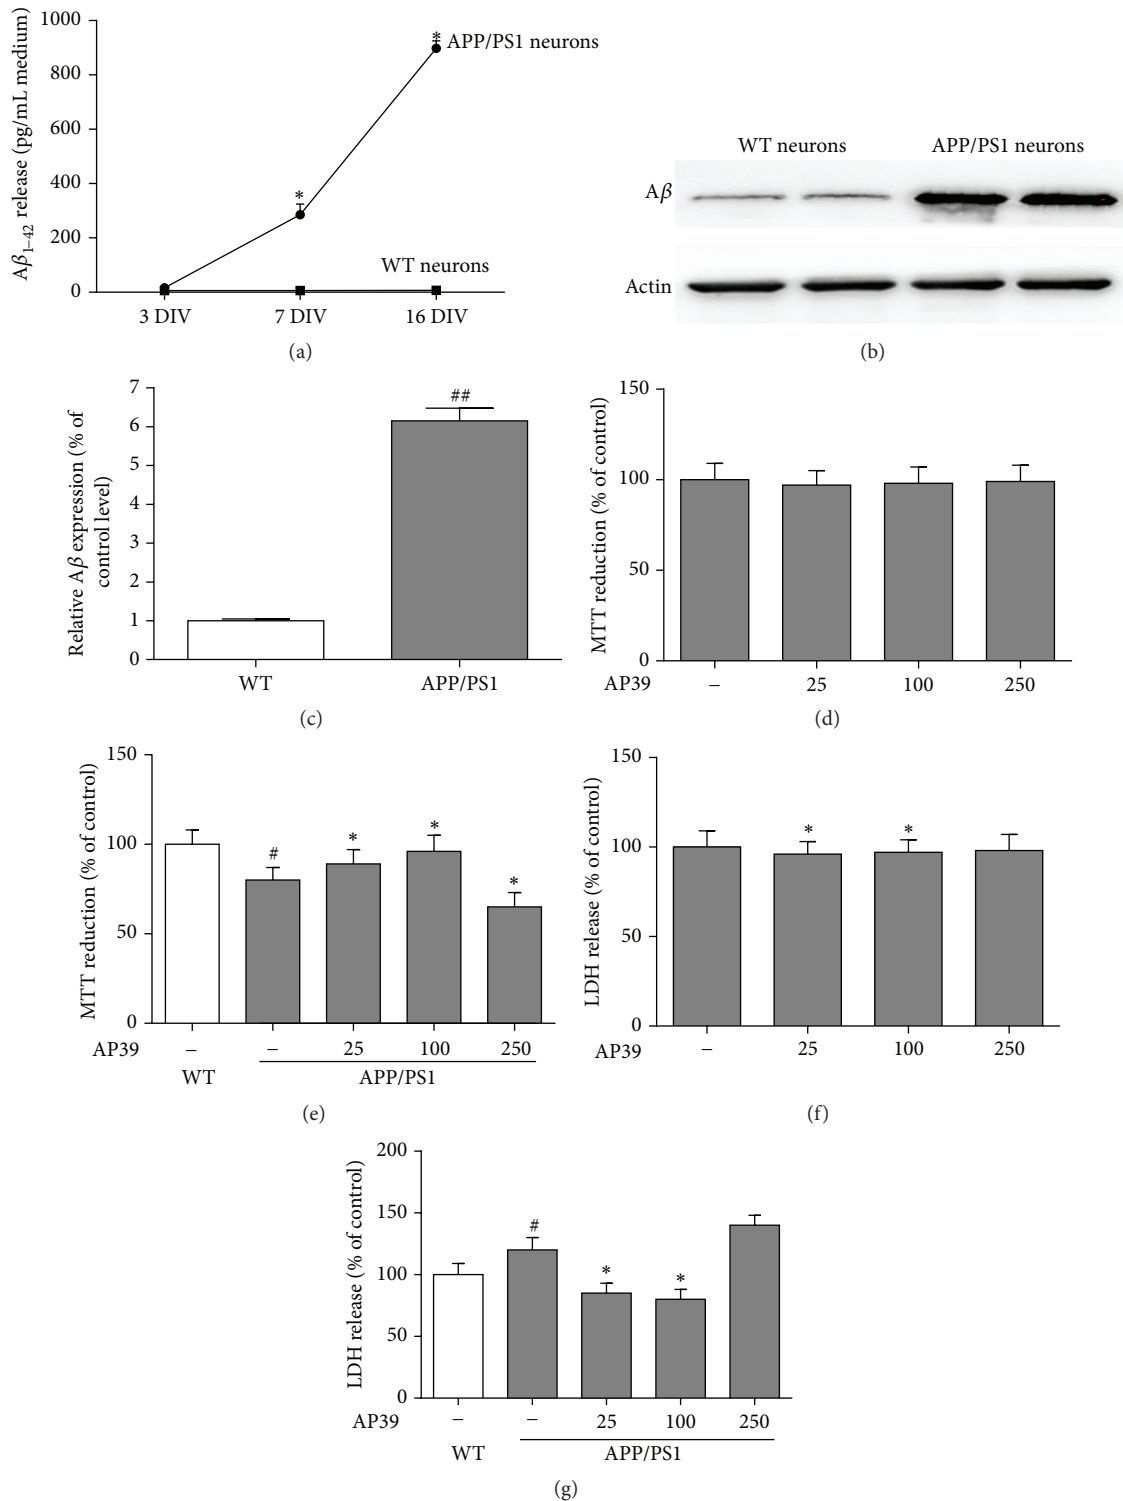 Aβ1–42 release (pg/mL medium)
1000
800
600
400
200
0
*
*
APP/PS1 neurons
WT neurons
3 DIV 7 DIV 16 DIV
(a)
WT neurons APP/PS1 neurons
Aβ
Actin
(b)
Relative Aβ expression (% of
control level)
7
6
5
4
3
2
1
0
##
WT APP/PS1
(c)
MTT reduction (% of control)
150
100
50
0
AP39 – 25 100 250
(d)
MTT reduction (% of control)
150
100
50
0
# * * *
AP39 – – 25 100 250
WT APP/PS1
(e)
LDH release (% of control)
150
100
50
0
* *
AP39 – 25 100 250
(f)
LDH release (% of control)
200
150
100
50
0
# * *
AP39 – – 25 100 250
WT APP/PS1
(g)